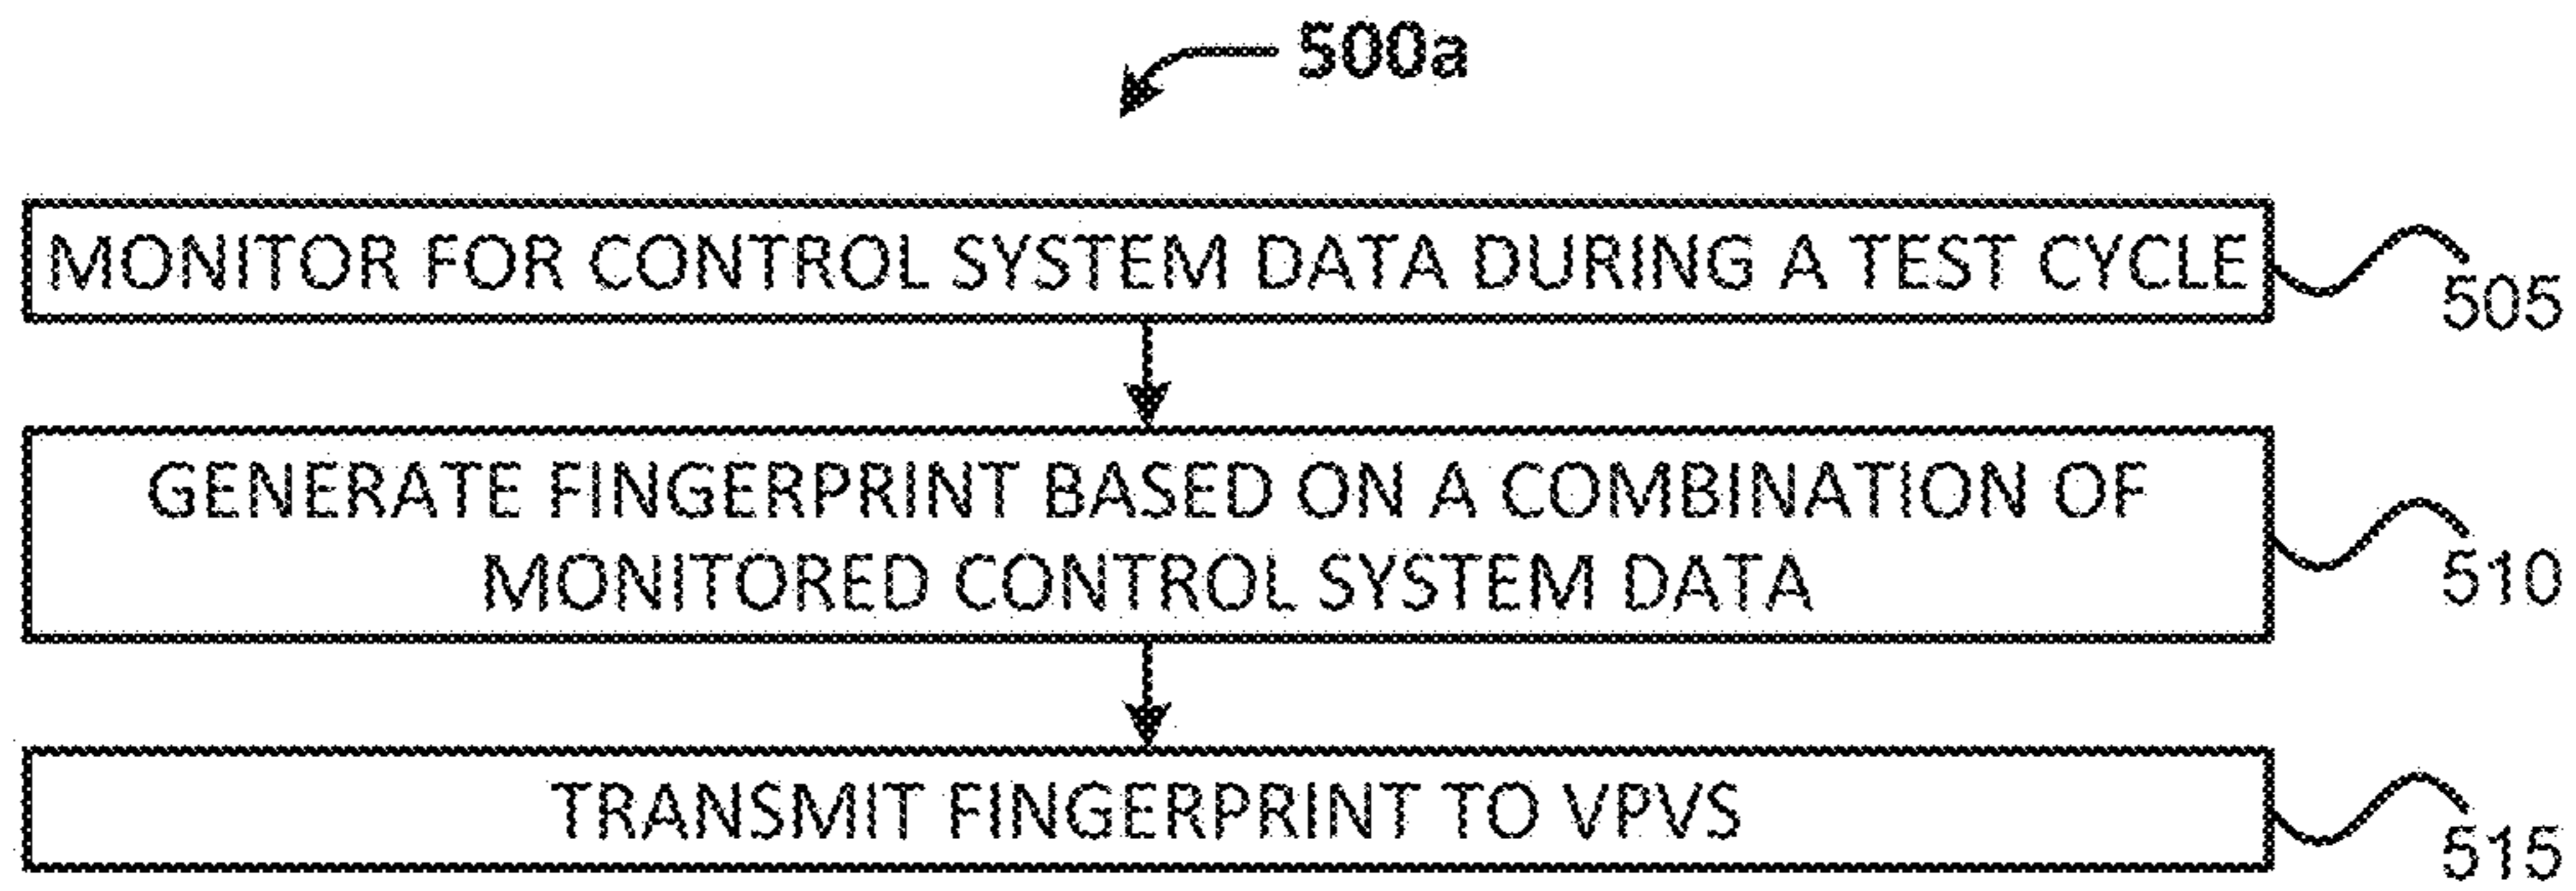 500a
MONITOR FOR CONTROL SYSTEM DATA DURING A TEST CYCLE
505
GENERATE FINGERPRINT BASED ON A COMBINATION OF
MONITORED CONTROL SYSTEM DATA
510
TRANSMIT FINGERPRINT TO VPVS
515